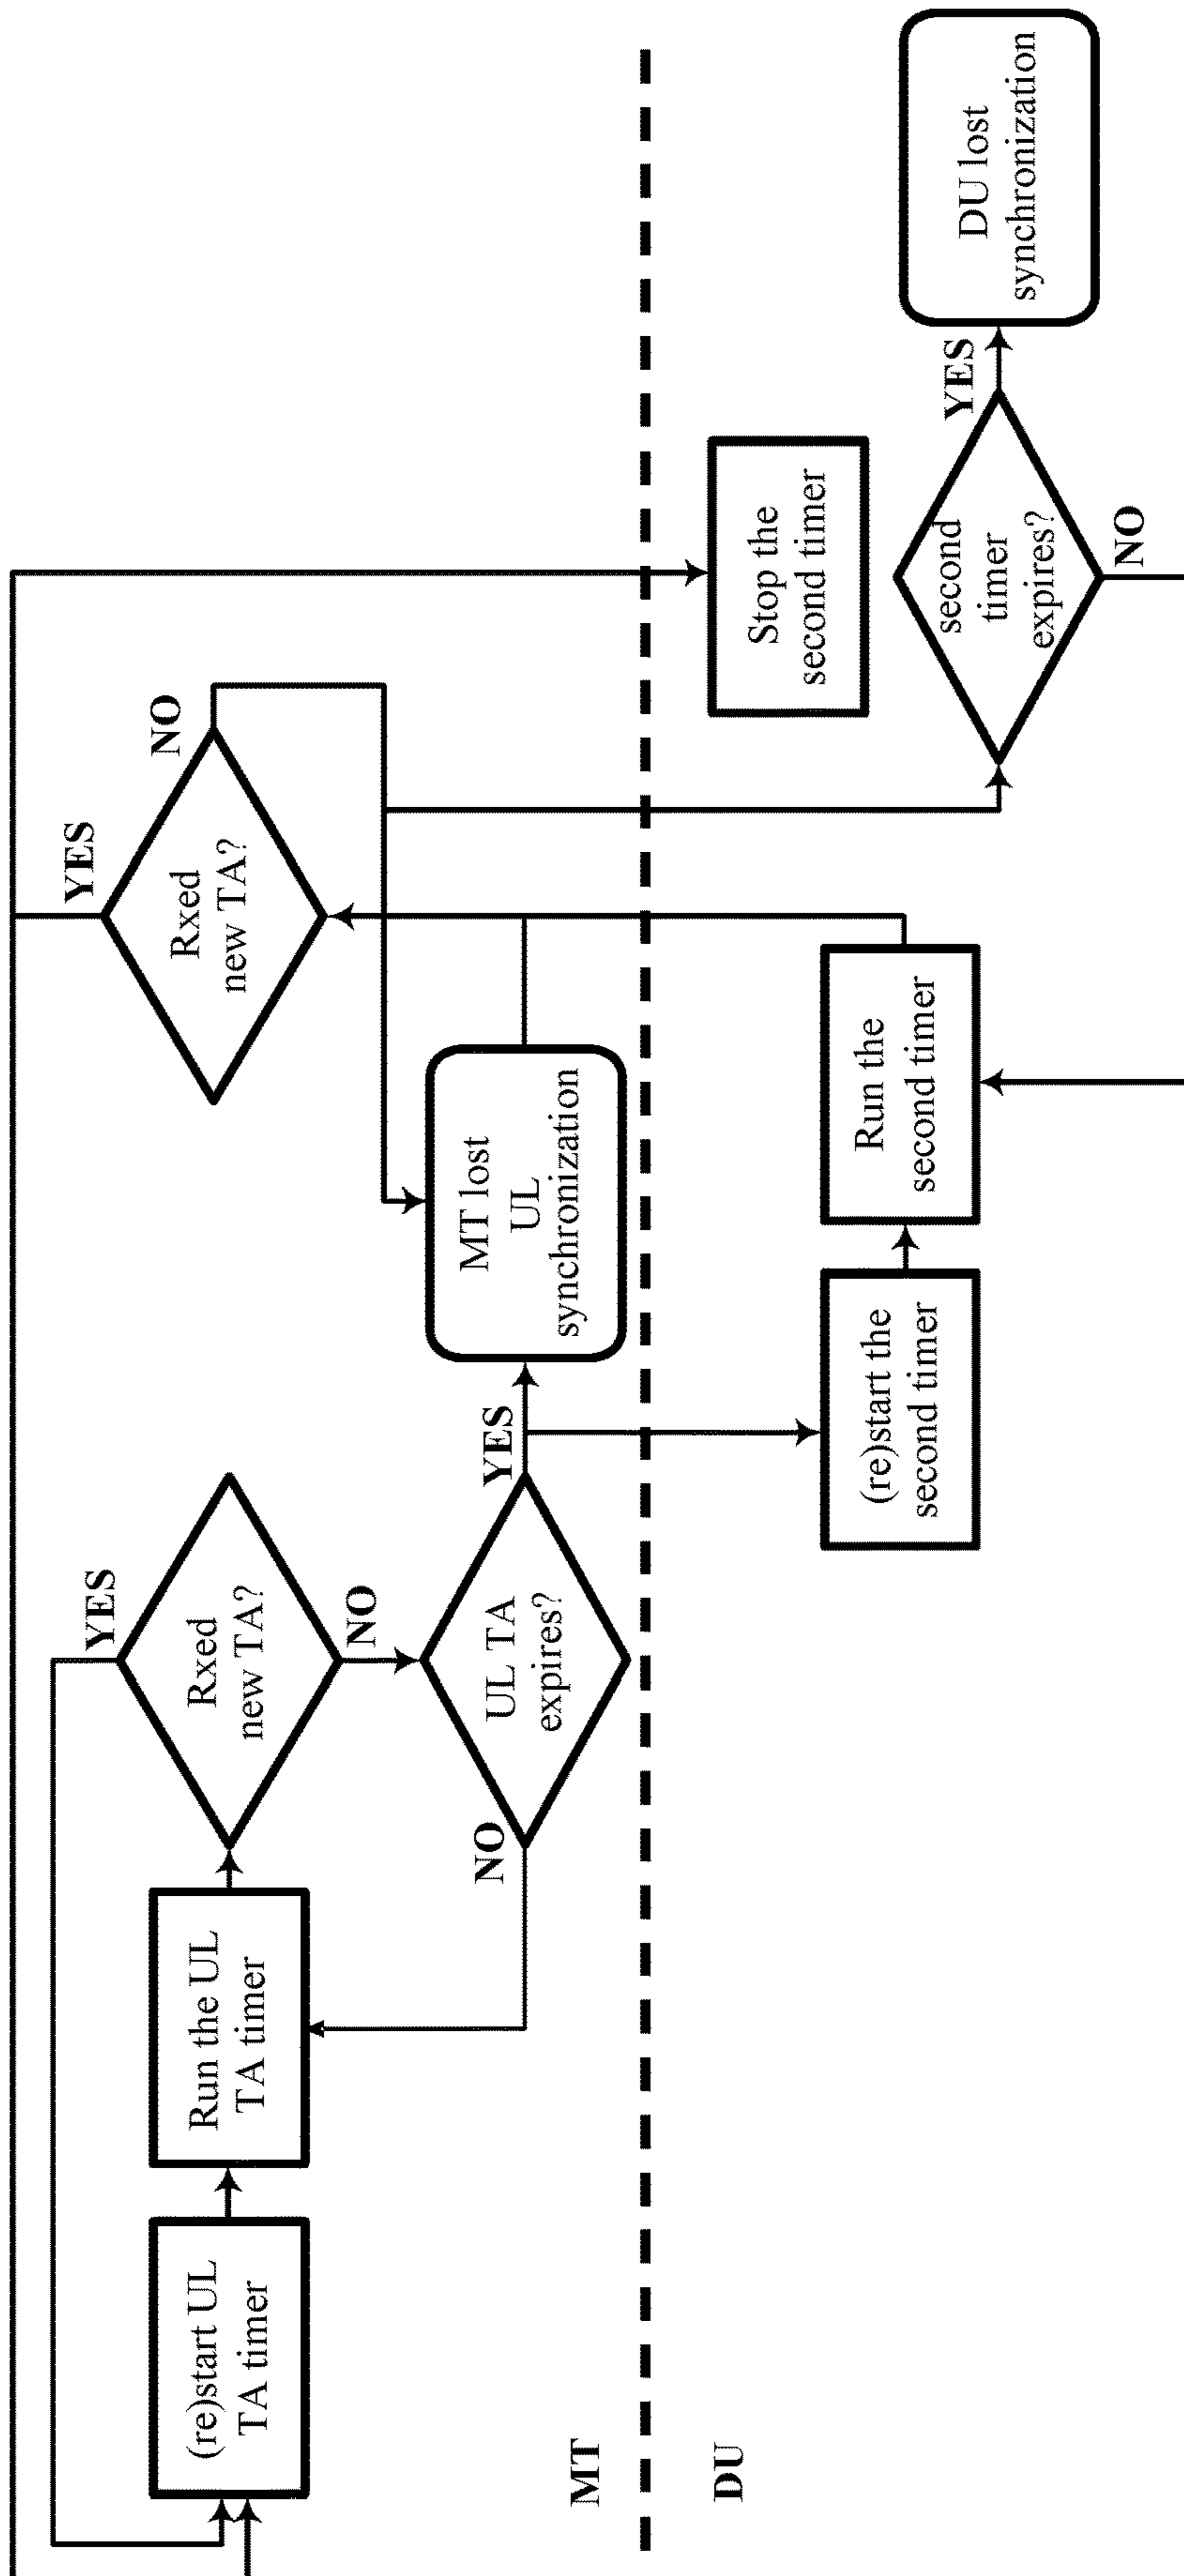 (re)start UL
TA timer
Run the UL
TA timer
YES
Rxed
new TA?
NO
UL TA
expires?
NO
YES
MT lost
UL
synchronization
YES
Rxed
new TA?
NO
MT
DU
(re)start the
second timer
Run the
second timer
Stop the
second timer
second
timer
expires?
YES
NO
DU lost
synchronization